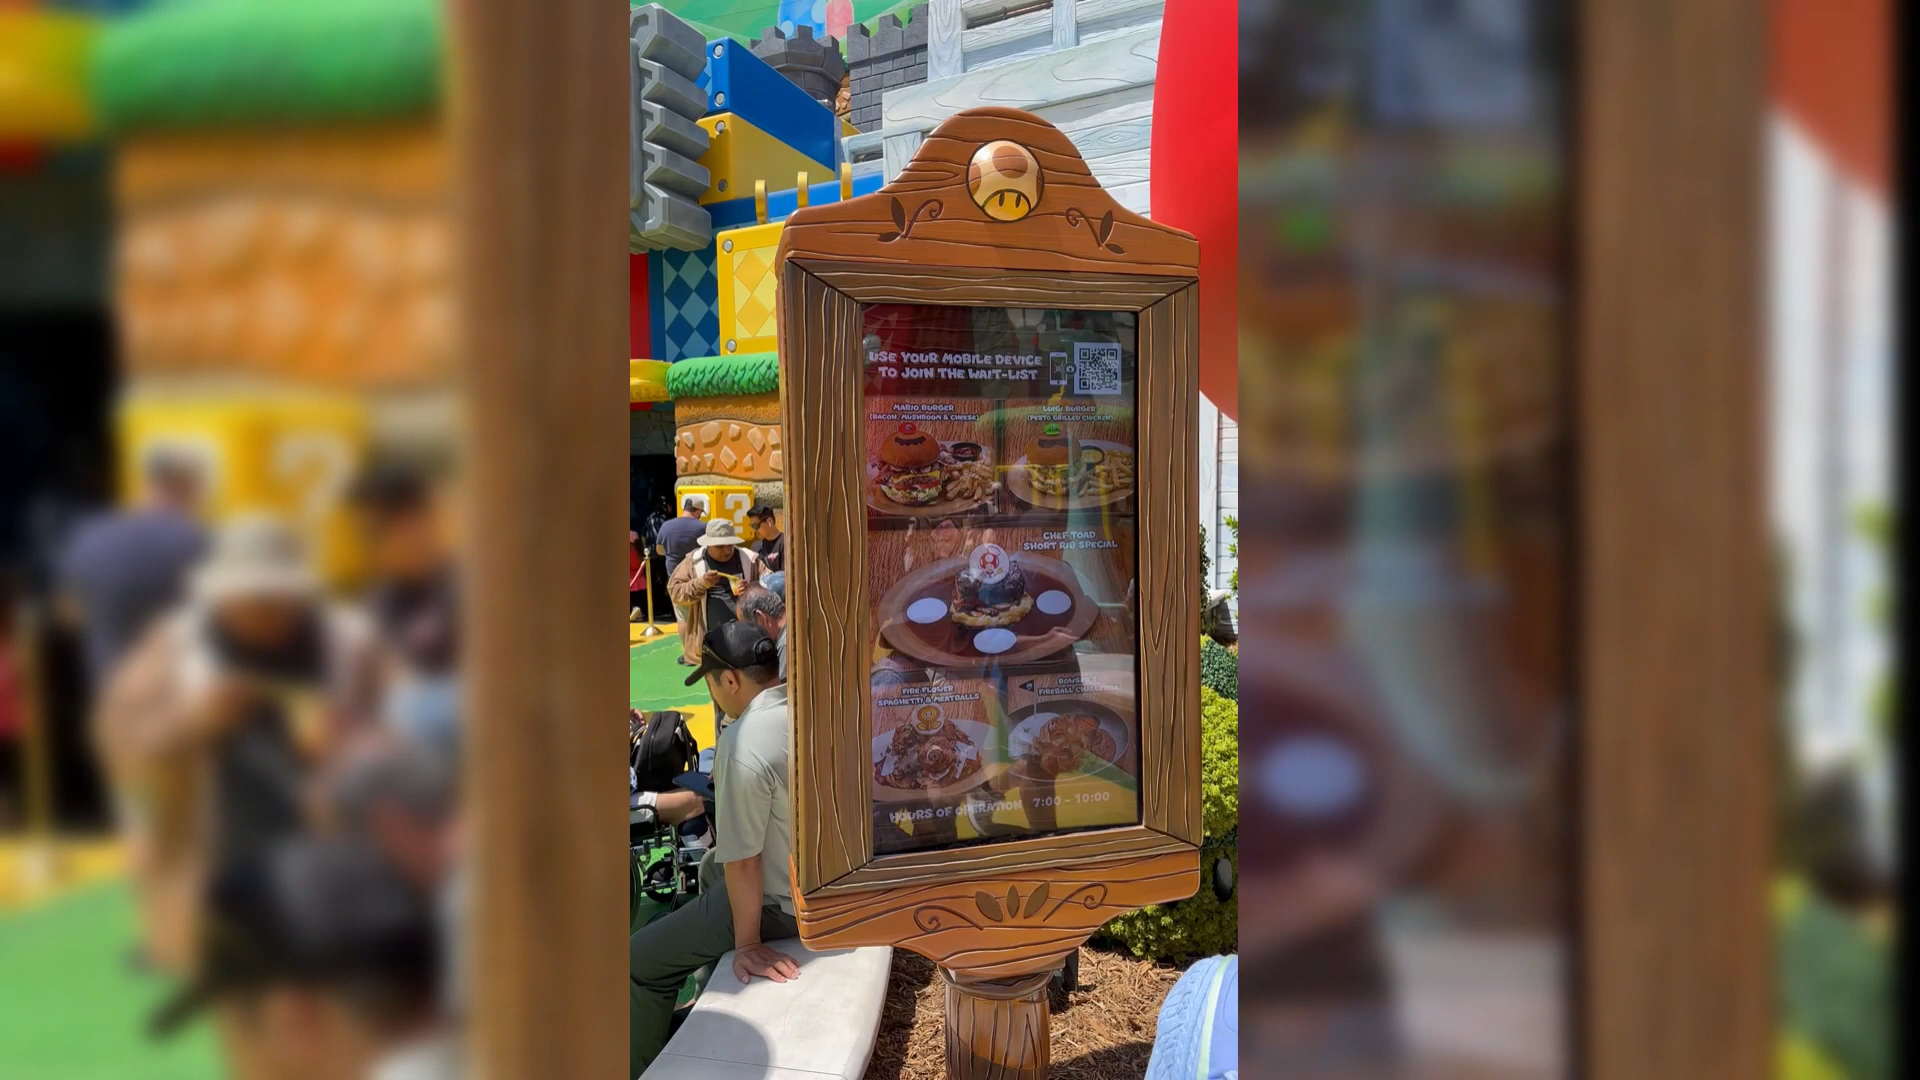 USE YOUR MOBILE DEVICE
TO JOIN THE WAIT-LIST
MARIO BURGER
(BACON, MUSHROOM & CHEESE)
LUIGI BURGER
(PESTO GRILLED CHICKEN)
CHEF TOAD
SHORT RIB SPECIAL
FIRE FLOWER
SPAGHETTI & MEATBALLS
BOWSER'S
FIREBALL CHALLENGE
HOURS OF OPERATION 7:00 - 10:00
?